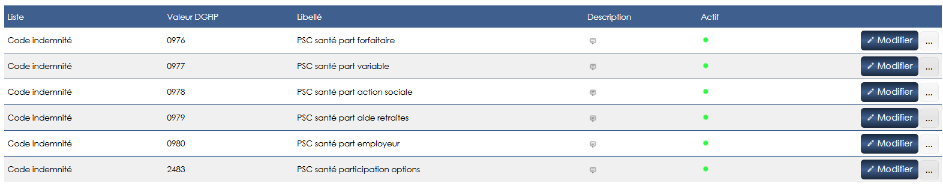 Liste Valeur DGFIP Libellé Description Actif
Code indemnité 0976 PSC santé part forfaitaire Modifier ...
Code indemnité 0977 PSC santé part variable Modifier ...
Code indemnité 0978 PSC santé part action sociale Modifier ...
Code indemnité 0979 PSC santé part aide retraités Modifier ...
Code indemnité 0980 PSC santé part employeur Modifier ...
Code indemnité 2483 PSC santé participation options Modifier ...